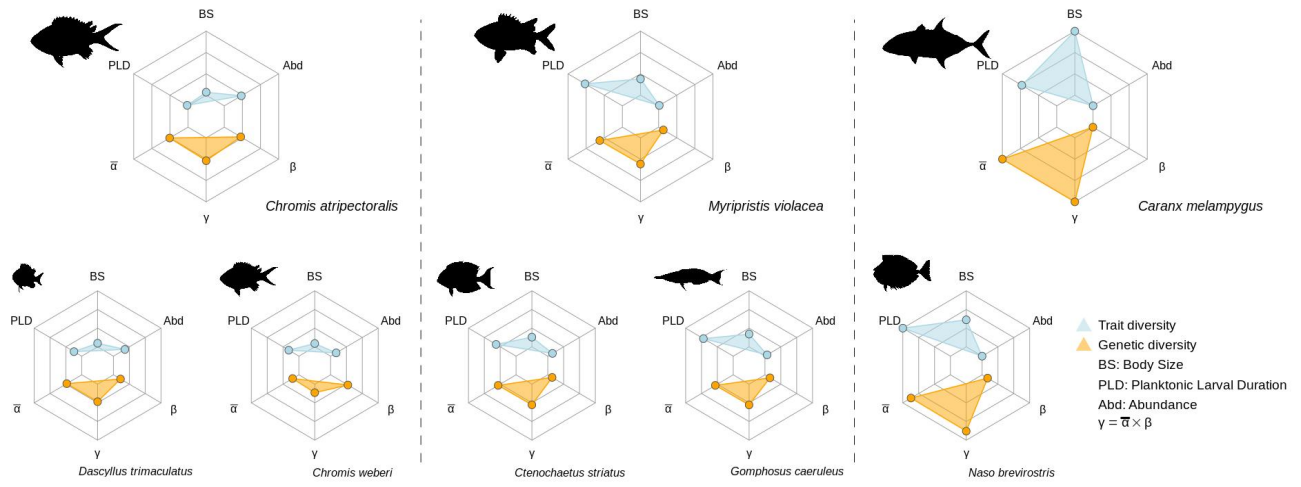 BS
PLD
Abd
ᾱ
β
γ
Chromis atripectoralis
BS
PLD
Abd
ᾱ
β
γ
Myripristis violacea
BS
PLD
Abd
ᾱ
β
γ
Caranx melampygus
BS
PLD
Abd
ᾱ
β
γ
Dascyllus trimaculatus
BS
PLD
Abd
ᾱ
β
γ
Chromis weberi
BS
PLD
Abd
ᾱ
β
γ
Ctenochaetus striatus
BS
PLD
Abd
ᾱ
β
γ
Gomphosus caeruleus
BS
PLD
Abd
ᾱ
β
γ
Naso brevirostris
Trait diversity
Genetic diversity
BS: Body Size
PLD: Planktonic Larval Duration
Abd: Abundance
γ = ᾱ × β